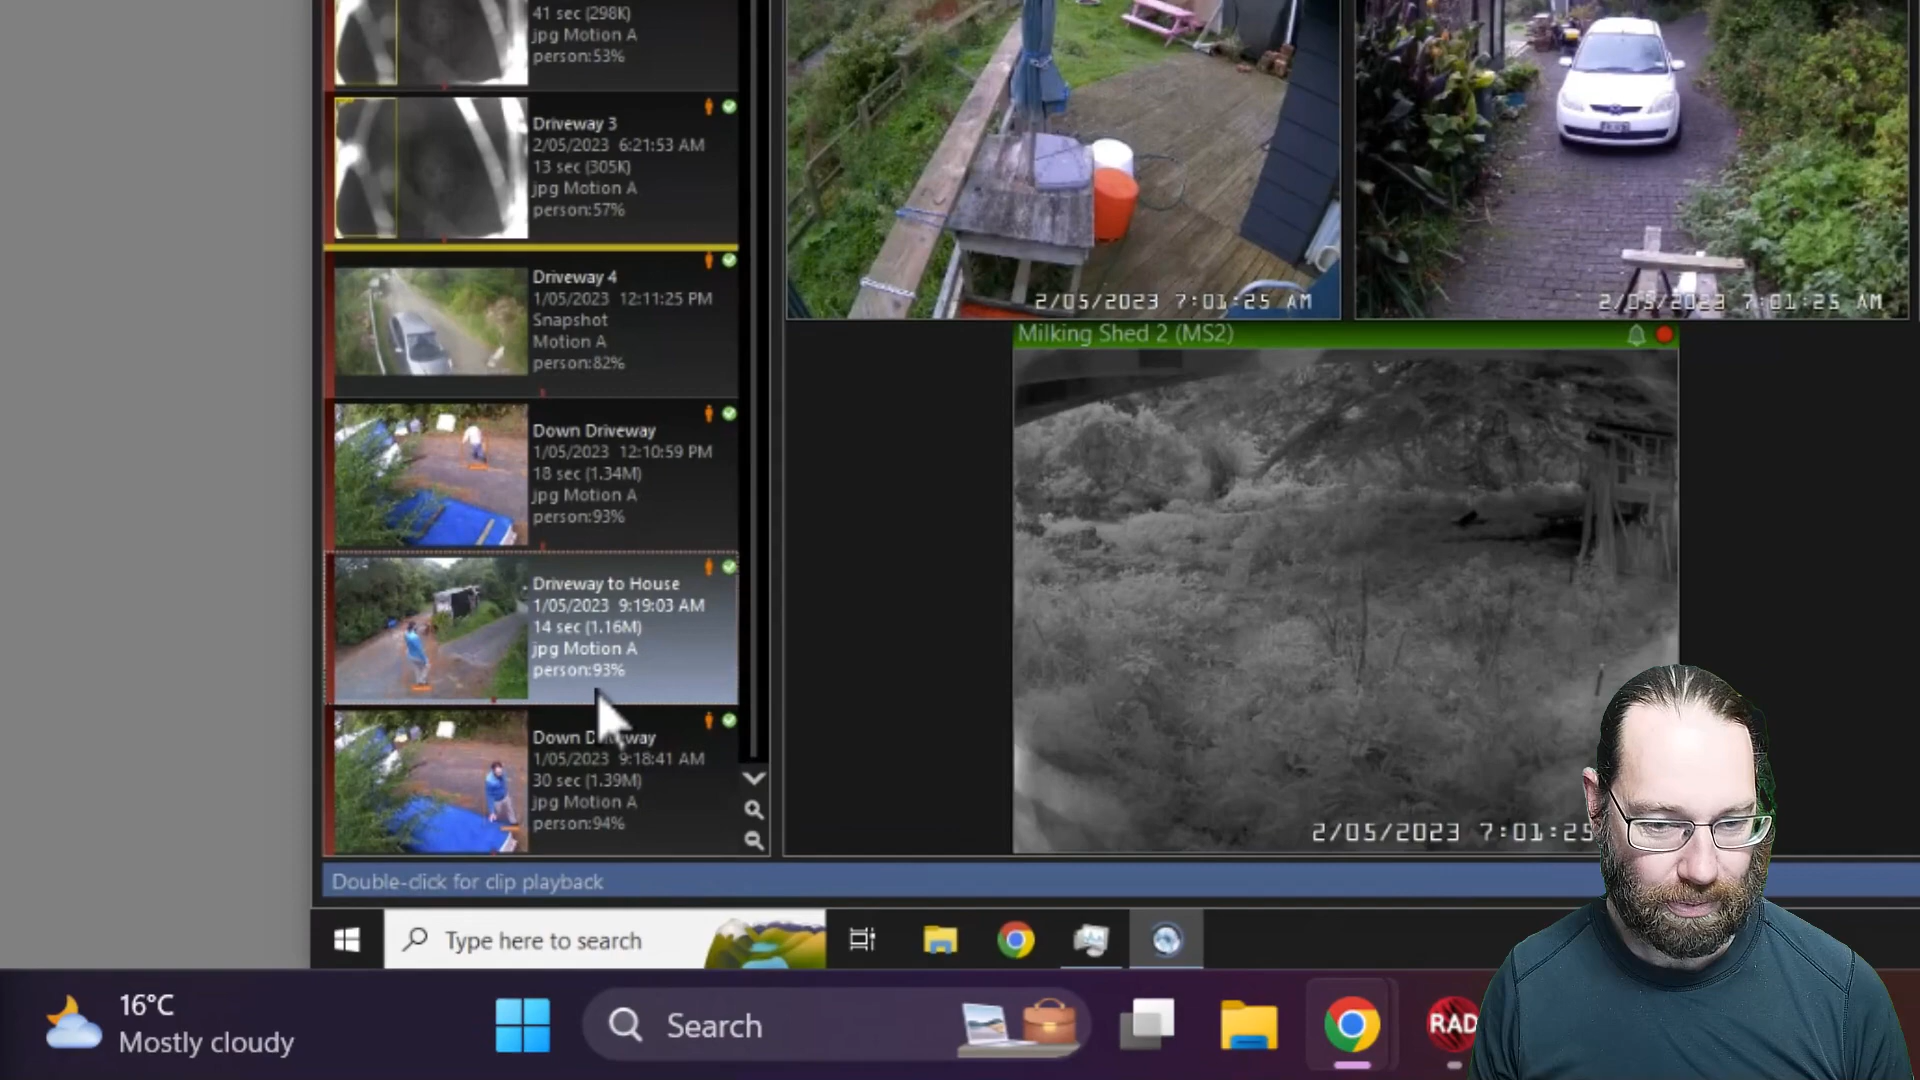 41 sec (298K)
jpg Motion A
person:53%
Driveway 3
2/05/2023 6:21:53 AM
13 sec (305K)
jpg Motion A
person:57%
Driveway 4
1/05/2023 12:11:25 PM
Snapshot
Motion A
person:82%
Down Driveway
1/05/2023 12:10:59 PM
18 sec (1.34M)
jpg Motion A
person:93%
Driveway to House
1/05/2023 9:19:03 AM
14 sec (1.16M)
jpg Motion A
person:93%
Down Driveway
1/05/2023 9:18:41 AM
30 sec (1.39M)
jpg Motion A
person:94%
2/05/2023 7:01:25 AM
2/05/2023 7:01:25 AM
Milking Shed 2 (MS2)
2/05/2023 7:01:25
Double-click for clip playback
Type here to search
16°C
Mostly cloudy
Search
RAD